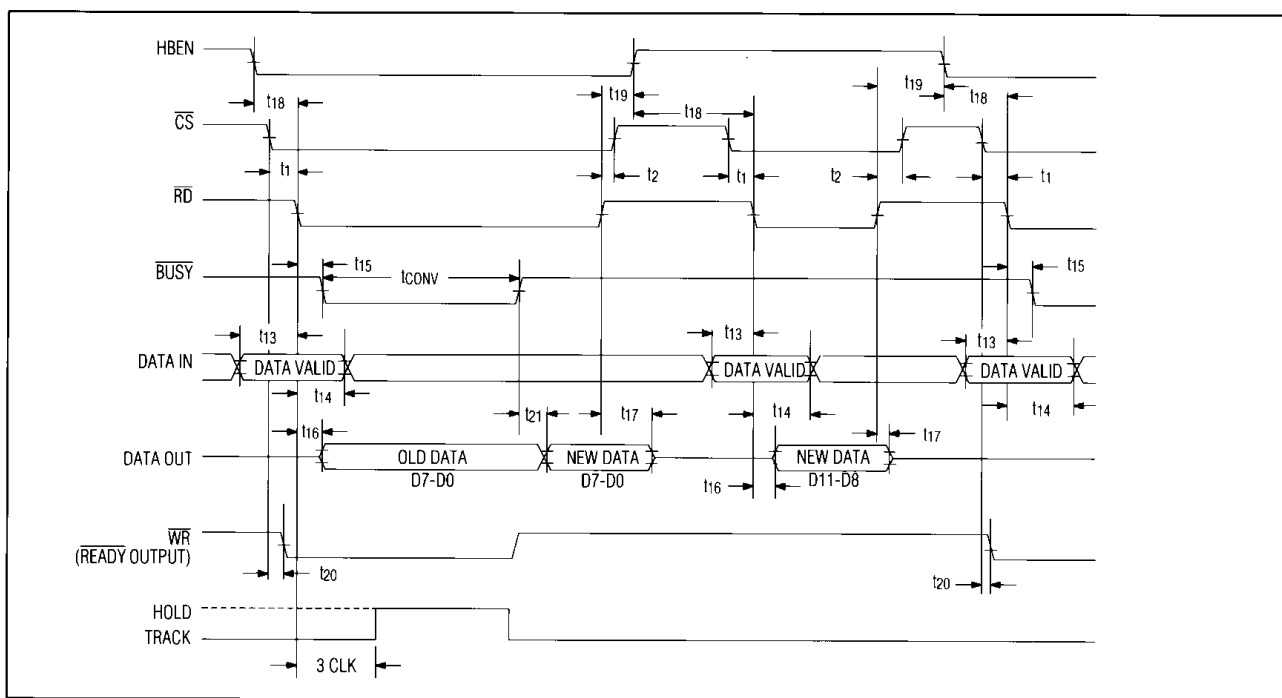 HBEN
t19
t19
t18
t18
t18
CS
t1
t2
t1
t2
t1
RD
t15
tCONV
t15
BUSY
t13
t13
t13
DATA IN
DATA VALID
DATA VALID
DATA VALID
t14
t14
t14
t16
t21
t17
t17
DATA OUT
OLD DATA
NEW DATA
NEW DATA
D7-D0
D7-D0
D11-D8
t16
WR
(READY OUTPUT)
t20
t20
HOLD
TRACK
3 CLK